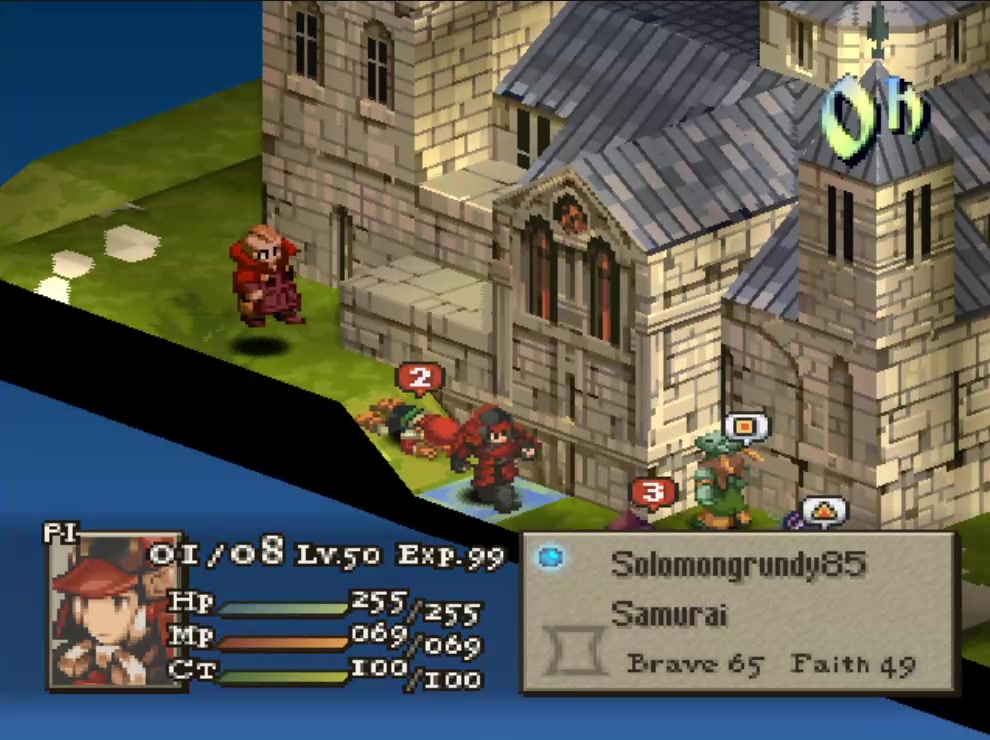 Oh
2
3
P.I
01/08 Lv.50 Exp.99
Hp 255/255
Mp 069/069
CT 100/100
Solomongrundy85
Samurai
Brave 65 Faith 49